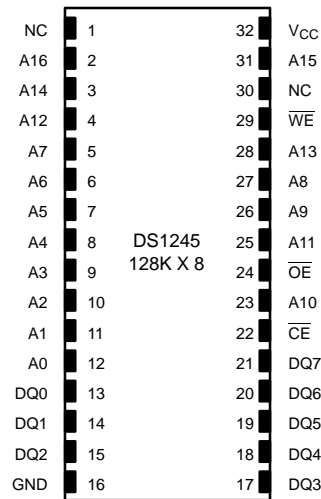 NC 1 32 VCC
A16 2 31 A15
A14 3 30 NC
A12 4 29 W̅E̅
A7 5 28 A13
A6 6 27 A8
A5 7 26 A9
A4 8 DS1245 25 A11
128K X 8
A3 9 24 O̅E̅
A2 10 23 A10
A1 11 22 C̅E̅
A0 12 21 DQ7
DQ0 13 20 DQ6
DQ1 14 19 DQ5
DQ2 15 18 DQ4
GND 16 17 DQ3